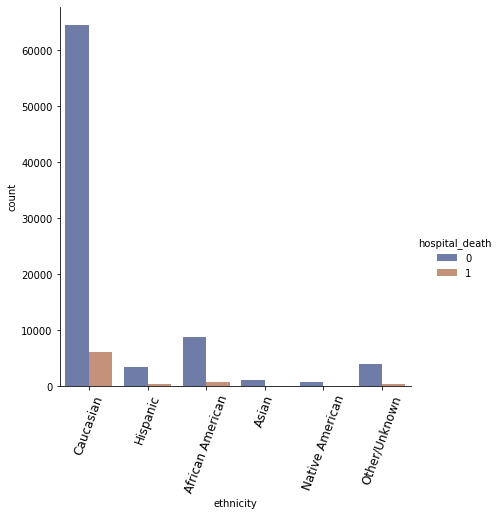 60000
50000
40000
30000
20000
10000
0
count
Caucasian
Hispanic
African American
Asian
Native American
Other/Unknown
ethnicity
hospital_death
0
1